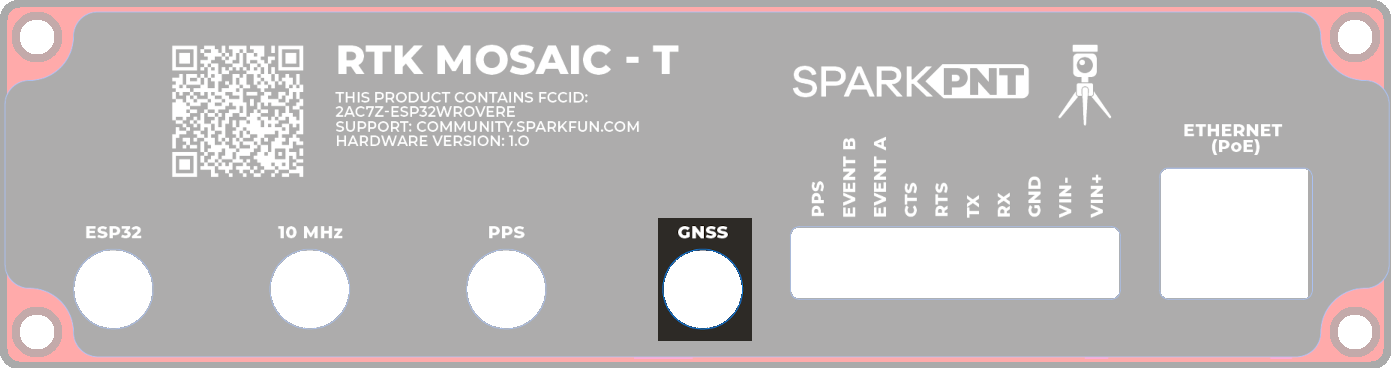 RTK MOSAIC - T
THIS PRODUCT CONTAINS FCCID:
2AC7Z-ESP32WROVERE
SUPPORT: COMMUNITY.SPARKFUN.COM
HARDWARE VERSION: 1.0
SPARKPNT
ETHERNET
(PoE)
PPS
EVENT B
EVENT A
CTS
RTS
TX
RX
GND
VIN-
VIN+
ESP32
10 MHz
PPS
GNSS